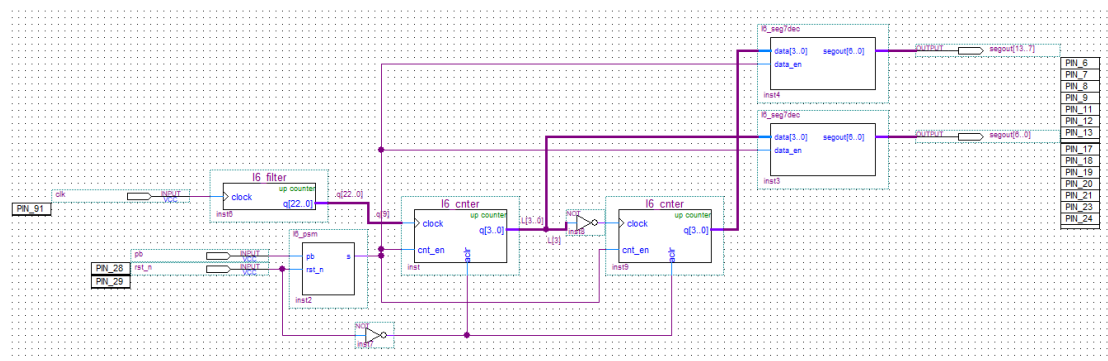 l6_seg7dec
data[3..0] segout[6..0]
data_en
inst4
OUTPUT segout[13..7]
PIN_6
PIN_7
PIN_8
PIN_9
PIN_11
PIN_12
PIN_13
PIN_17
PIN_18
PIN_19
PIN_20
PIN_21
PIN_23
PIN_24
l6_seg7dec
data[3..0] segout[6..0]
data_en
inst3
OUTPUT segout[6..0]
PIN_91
clk INPUT
VCC
l6_filter
up counter
clock
q[22..0]
inst6
q[22..0]
q[9]
l6_cnter
up counter
clock
q[3..0]
cnt_en
aclr
inst
L[3..0]
L[3]
NOT
inst8
l6_cnter
up counter
clock
q[3..0]
cnt_en
aclr
inst9
pb INPUT
VCC
rst_n INPUT
VCC
PIN_28
PIN_29
l6_psm
pb s
rst_n
inst2
NOT
inst7